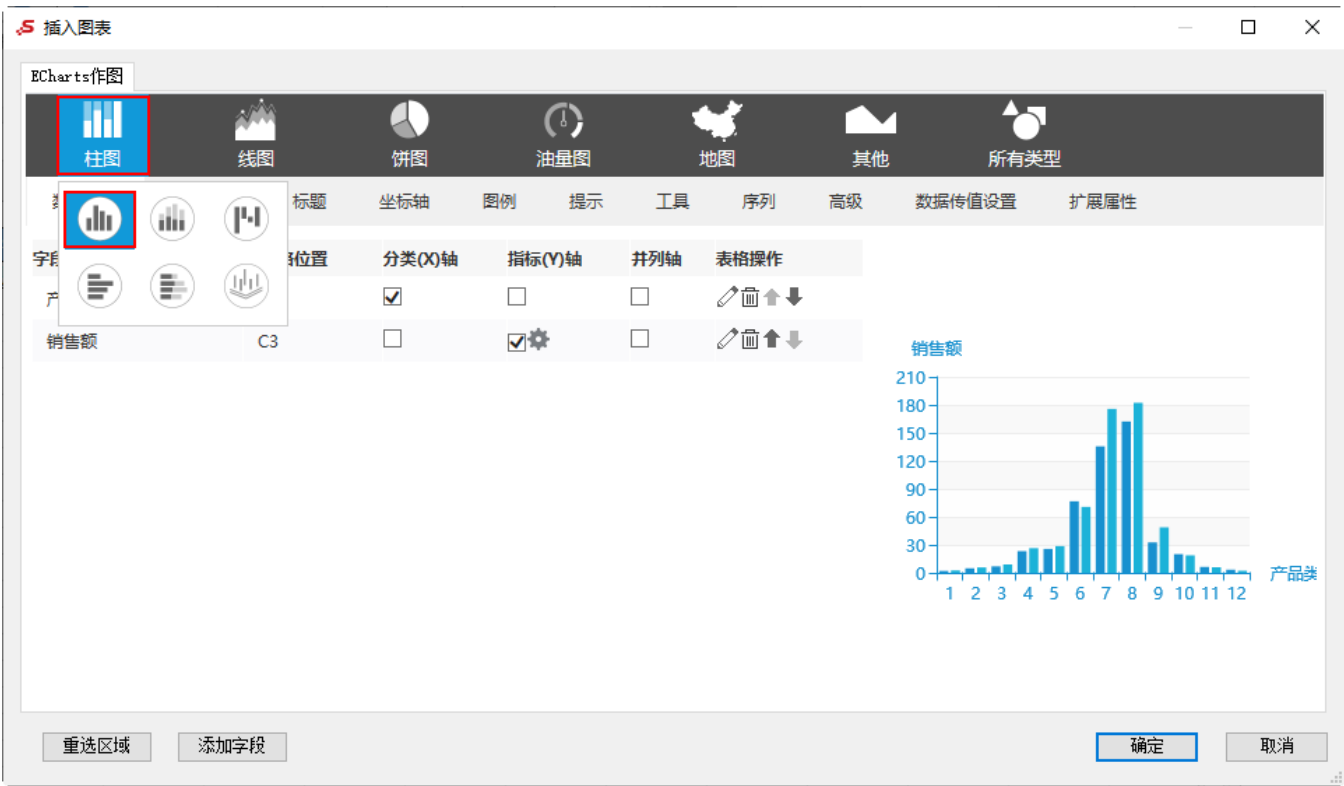 插入图表
ECharts作图
柱图 线图 饼图 油量图 地图 其他 所有类型
标题 坐标轴 图例 提示 工具 序列 高级 数据传值设置 扩展属性
位置 分类(X)轴 指标(Y)轴 并列轴 表格操作
销售额 C3
销售额
210
180
150
120
90
60
30
0
产品类
1 2 3 4 5 6 7 8 9 10 11 12
重选区域 添加字段 确定 取消